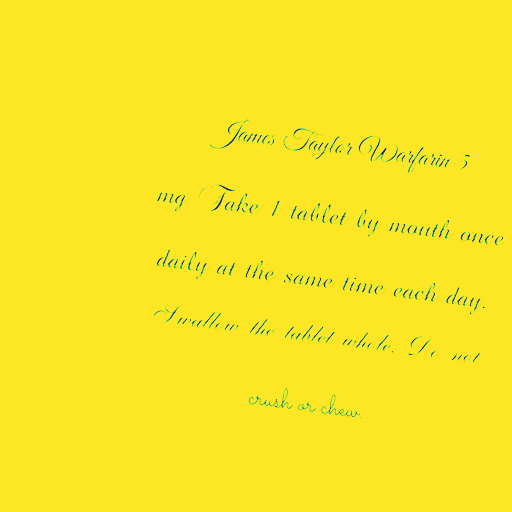 James Taylor Warfarin 5
mg Take 1 tablet by mouth once
daily at the same time each day.
Swallow the tablet whole. Do not
crush or chew.